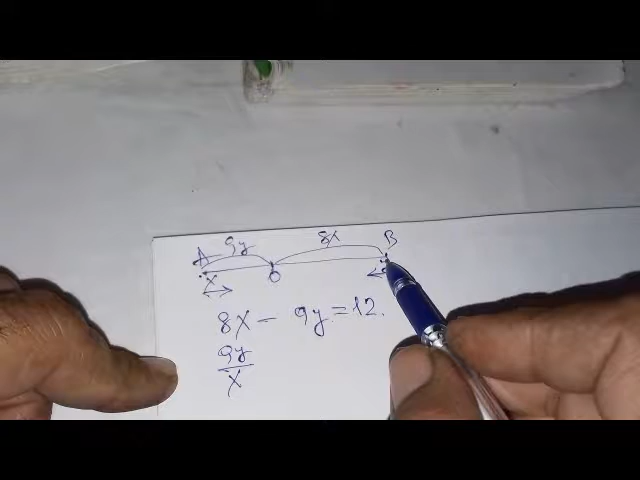 A 9y 8x B
x O
8x - 9y = 12.
9y
x